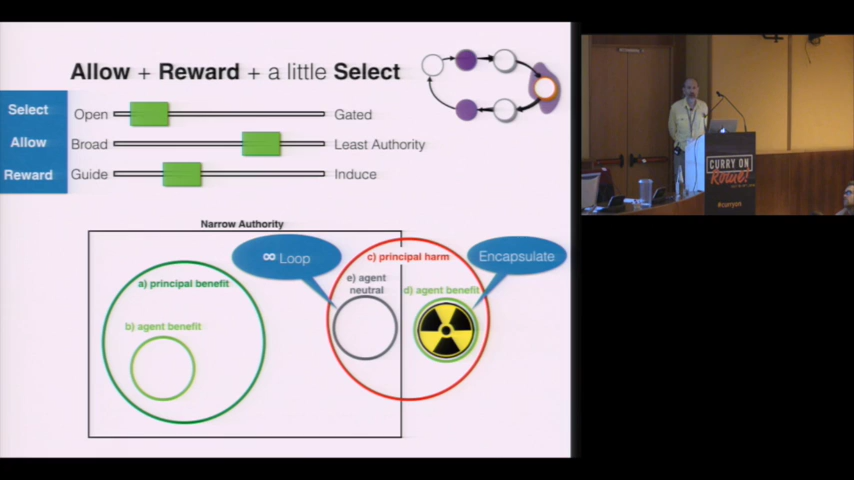 Allow + Reward + a little Select
Select
Open
Gated
Allow
Broad
Least Authority
Reward
Guide
Induce
Narrow Authority
∞ Loop
c) principal harm
Encapsulate
a) principal benefit
e) agent
neutral
d) agent benefit
b) agent benefit
CURRY ON
Rome!
#curryon